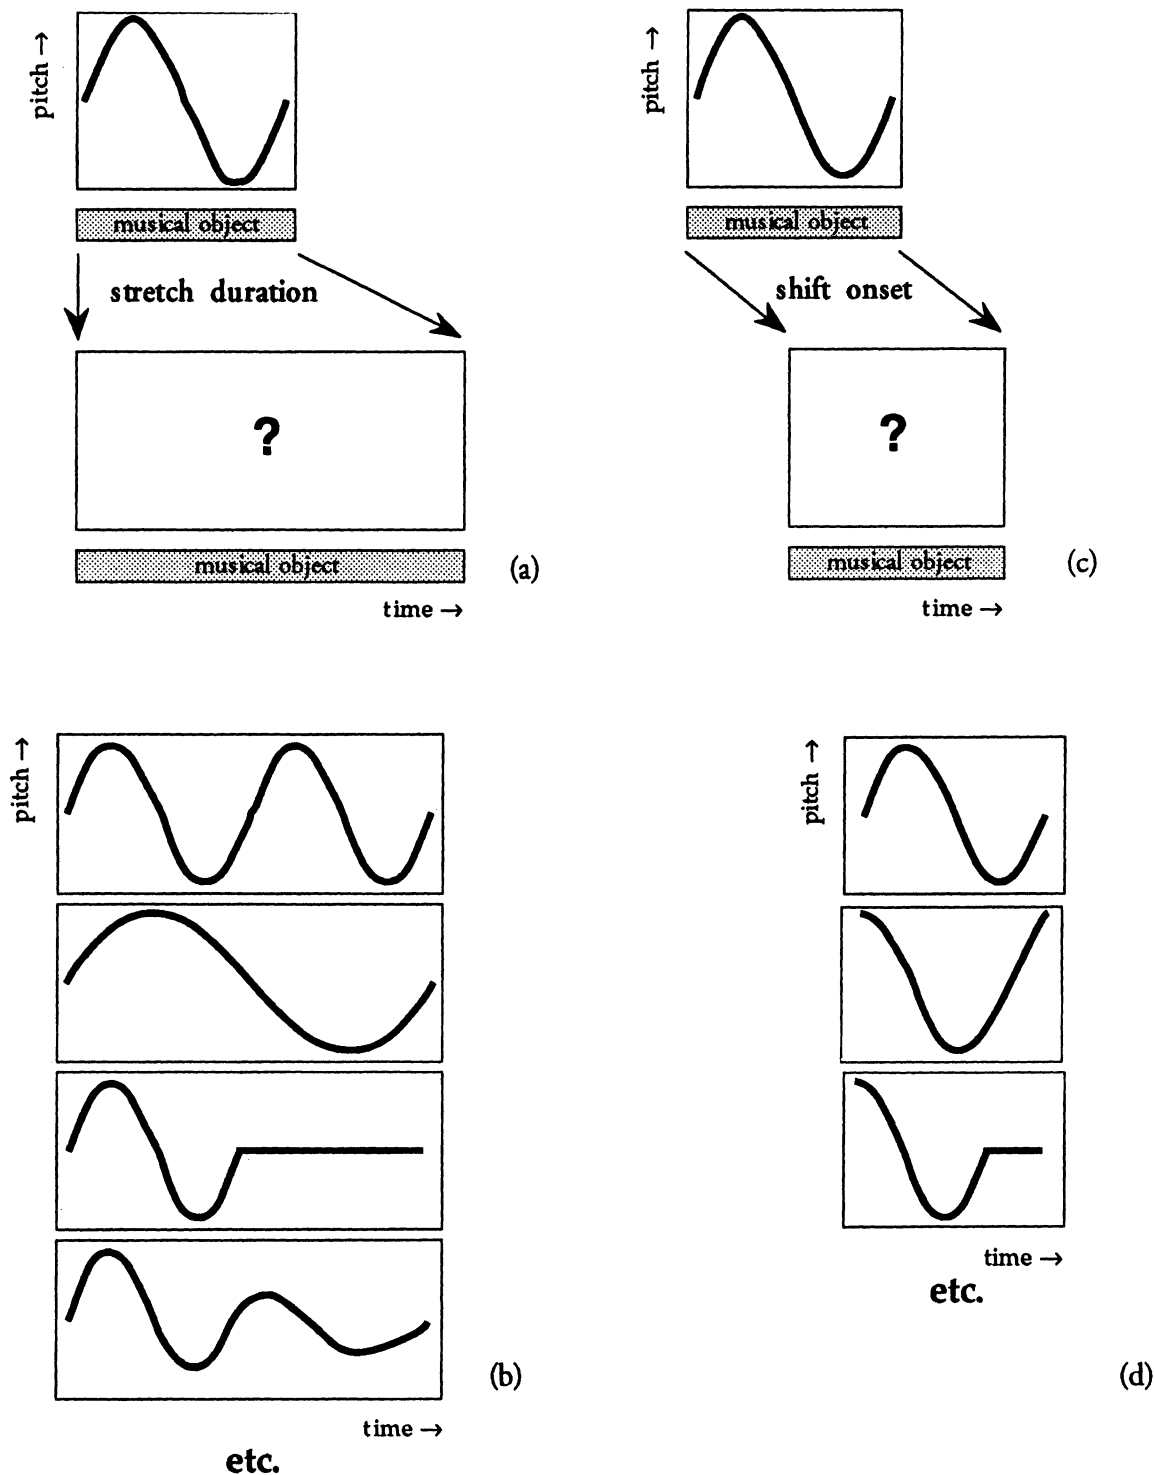 pitch →
musical object
stretch duration
?
musical object
(a)
time →
pitch →
musical object
shift onset
?
musical object
(c)
time →
pitch →
(b)
time →
etc.
pitch →
time →
etc.
(d)